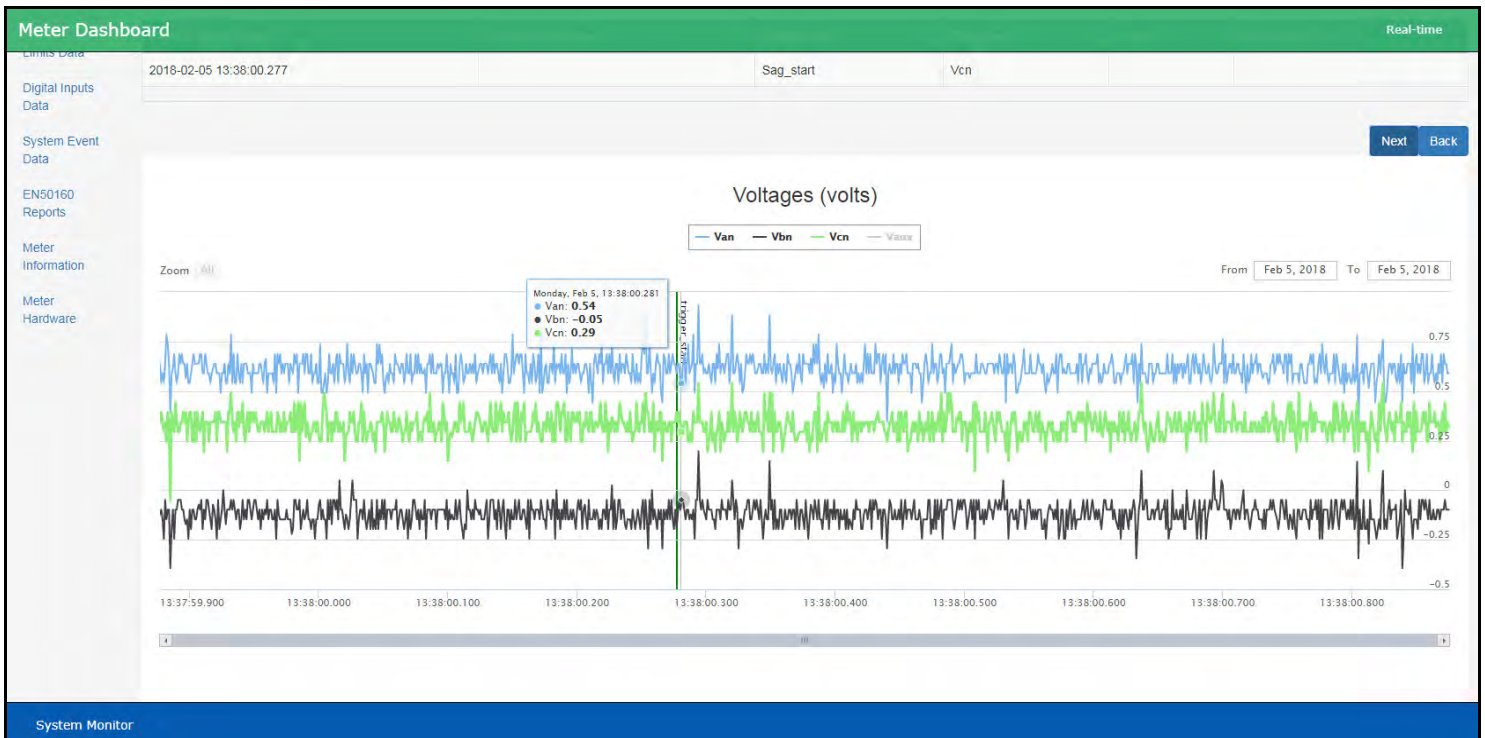 Meter Dashboard
Real-time
Limits Data
2018-02-05 13:38:00.277 Sag_start Vcn
Digital Inputs
Data
System Event
Data
Next Back
EN50160
Reports
Voltages (volts)
Van Vbn Vcn Vaux
Meter
Information
Zoom All
From Feb 5, 2018 To Feb 5, 2018
Meter
Hardware
Monday, Feb 5, 13:38:00.281
Van: 0.54
Vbn: −0.05
Vcn: 0.29
0.75
0.5
0.25
0
−0.25
−0.5
13:37:59.900 13:38:00.000 13:38:00.100 13:38:00.200 13:38:00.300 13:38:00.400 13:38:00.500 13:38:00.600 13:38:00.700 13:38:00.800
System Monitor